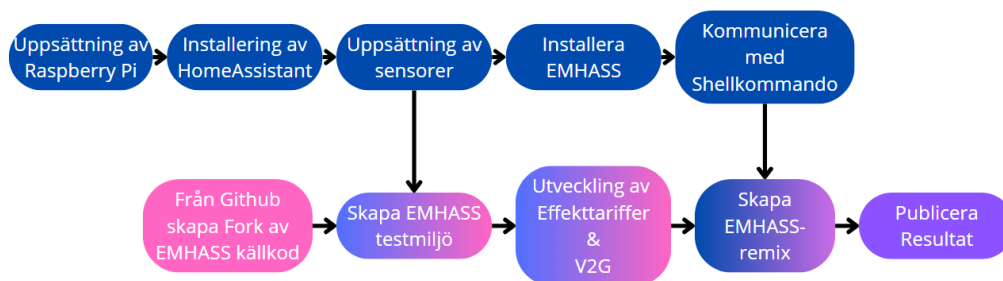 Uppsättning av
Raspberry Pi
Installering av
HomeAssistant
Uppsättning av
sensorer
Installera
EMHASS
Kommunicera
med
Shellkommando
Från Github
skapa Fork av
EMHASS källkod
Skapa EMHASS
testmiljö
Utveckling av
Effekttariffer
&
V2G
Skapa
EMHASS-
remix
Publicera
Resultat